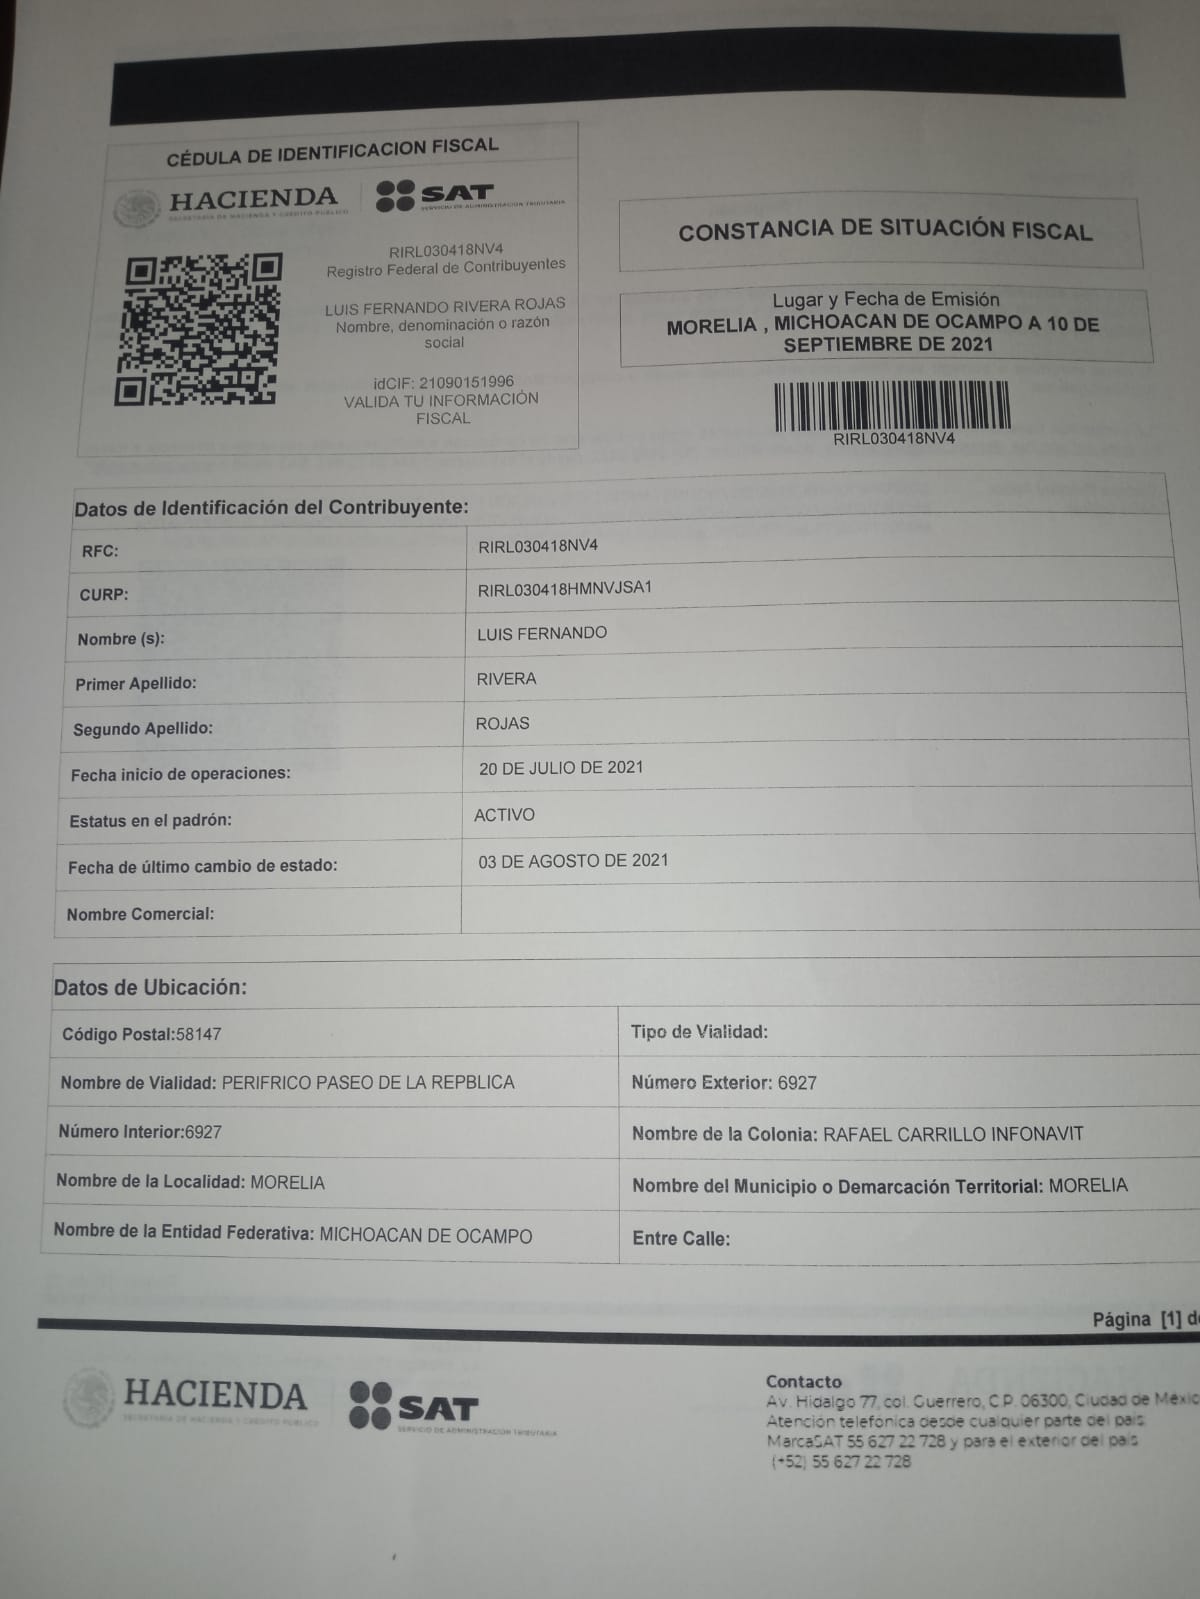 CÉDULA DE IDENTIFICACION FISCAL
HACIENDA
SECRETARÍA DE HACIENDA Y CRÉDITO PÚBLICO
SAT
SERVICIO DE ADMINISTRACIÓN TRIBUTARIA
RIRL030418NV4
Registro Federal de Contribuyentes
LUIS FERNANDO RIVERA ROJAS
Nombre, denominación o razón
social
idCIF: 21090151996
VALIDA TU INFORMACIÓN
FISCAL
CONSTANCIA DE SITUACIÓN FISCAL
Lugar y Fecha de Emisión
MORELIA , MICHOACAN DE OCAMPO A 10 DE
SEPTIEMBRE DE 2021
RIRL030418NV4
Datos de Identificación del Contribuyente:
RFC: RIRL030418NV4
CURP: RIRL030418HMNVJSA1
Nombre (s): LUIS FERNANDO
Primer Apellido: RIVERA
Segundo Apellido: ROJAS
Fecha inicio de operaciones: 20 DE JULIO DE 2021
Estatus en el padrón: ACTIVO
Fecha de último cambio de estado: 03 DE AGOSTO DE 2021
Nombre Comercial:
Datos de Ubicación:
Código Postal:58147 Tipo de Vialidad:
Nombre de Vialidad: PERIFRICO PASEO DE LA REPBLICA Número Exterior: 6927
Número Interior:6927 Nombre de la Colonia: RAFAEL CARRILLO INFONAVIT
Nombre de la Localidad: MORELIA Nombre del Municipio o Demarcación Territorial: MORELIA
Nombre de la Entidad Federativa: MICHOACAN DE OCAMPO Entre Calle:
Página [1] de
HACIENDA
SECRETARÍA DE HACIENDA Y CRÉDITO PÚBLICO
SAT
SERVICIO DE ADMINISTRACIÓN TRIBUTARIA
Contacto
Av. Hidalgo 77, col. Guerrero, C.P. 06300, Ciudad de Méxic
Atención telefónica desde cualquier parte del país
MarcaSAT 55 627 22 728 y para el exterior del país
(+52) 55 627 22 728